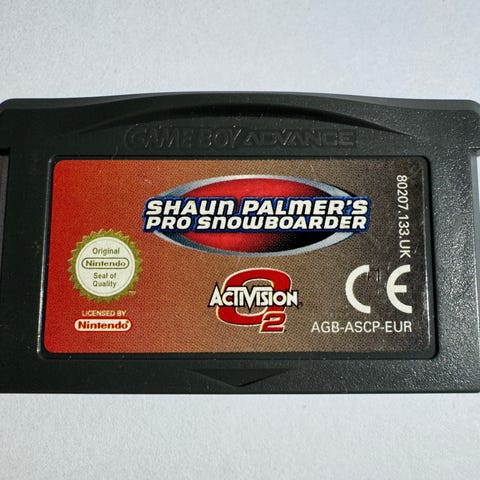 GAME BOY ADVANCE
SHAUN PALMER'S
PRO SNOWBOARDER
80207.133.UK
Original
Nintendo
Seal of
Quality
LICENSED BY
Nintendo
ACTIVISION
O2
CE
AGB-ASCP-EUR